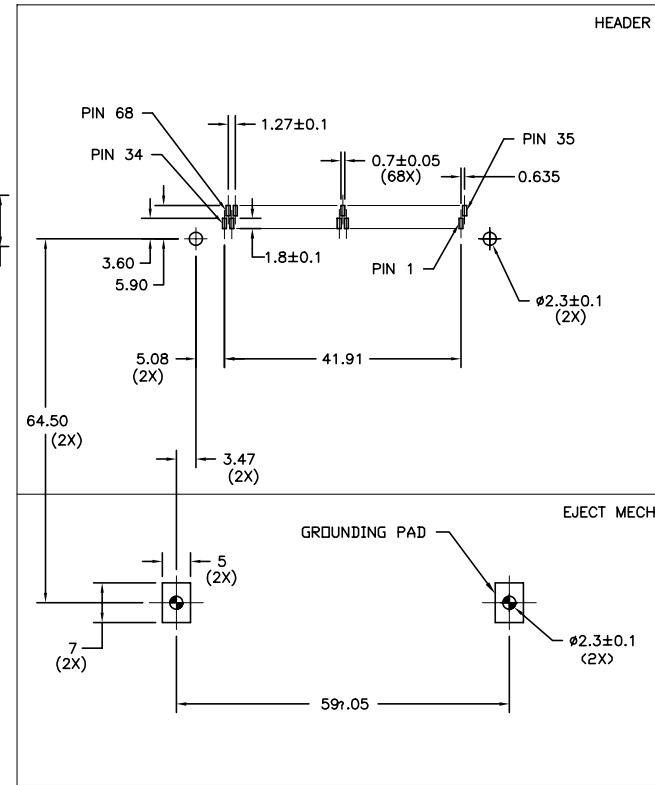 HEADER
PIN 68
1.27±0.1
PIN 34
PIN 35
0.7±0.05
(68X)
0.635
3.60
5.90
1.8±0.1
PIN 1
ø2.3±0.1
(2X)
5.08
(2X)
41.91
64.50
(2X)
3.47
(2X)
EJECT MECH
GROUNDING PAD
5
(2X)
7
(2X)
ø2.3±0.1
(2X)
59?.05